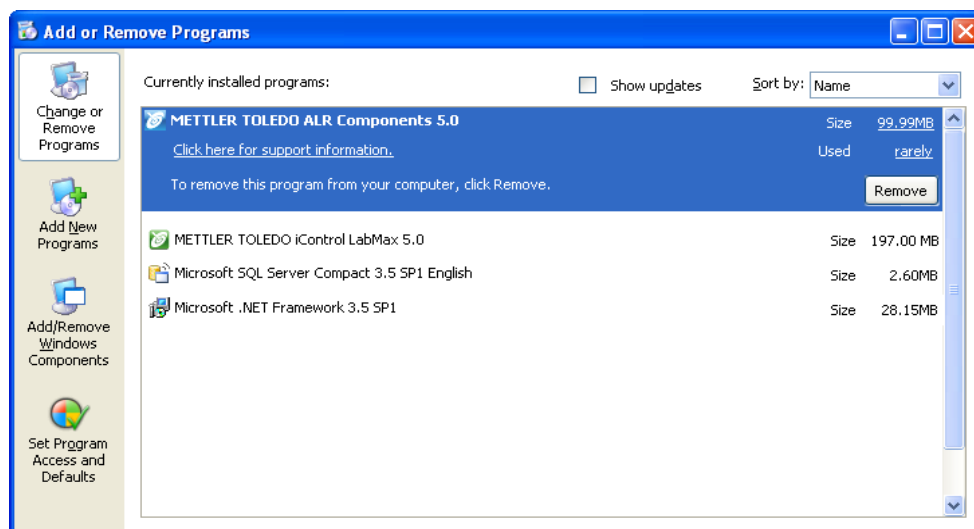 Add or Remove Programs
Change or
Remove
Programs
Add New
Programs
Add/Remove
Windows
Components
Set Program
Access and
Defaults
Currently installed programs:
Show updates
Sort by: Name
METTLER TOLEDO ALR Components 5.0 Size 99.99MB
Click here for support information. Used rarely
To remove this program from your computer, click Remove. Remove
METTLER TOLEDO iControl LabMax 5.0 Size 197.00 MB
Microsoft SQL Server Compact 3.5 SP1 English Size 2.60MB
Microsoft .NET Framework 3.5 SP1 Size 28.15MB